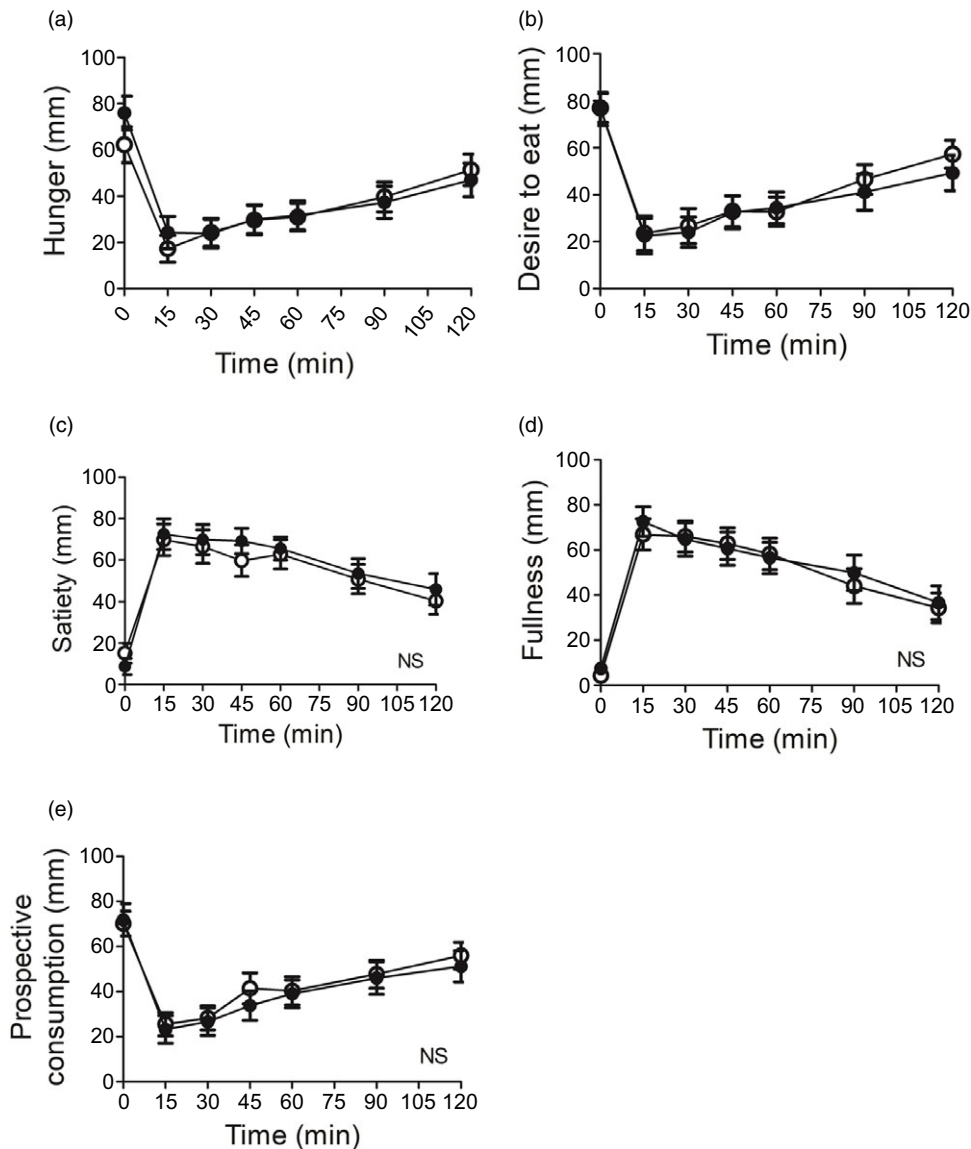 (a)
Hunger (mm)
100
80
60
40
20
0
0 15 30 45 60 75 90 105 120
Time (min)
(b)
Desire to eat (mm)
100
80
60
40
20
0
0 15 30 45 60 75 90 105 120
Time (min)
(c)
Satiety (mm)
100
80
60
40
20
0
NS
0 15 30 45 60 75 90 105 120
Time (min)
(d)
Fullness (mm)
100
80
60
40
20
0
NS
0 15 30 45 60 75 90 105 120
Time (min)
(e)
Prospective
consumption (mm)
100
80
60
40
20
0
NS
0 15 30 45 60 75 90 105 120
Time (min)